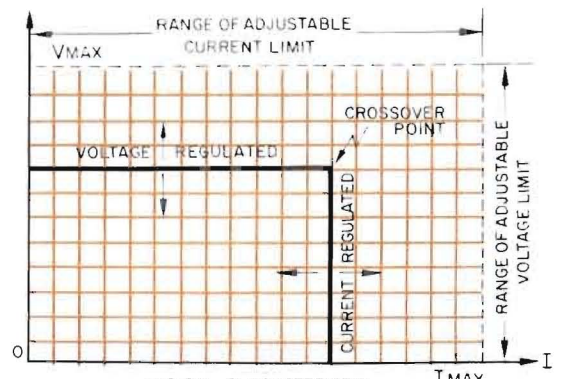 RANGE OF ADJUSTABLE
CURRENT LIMIT
VMAX
CROSSOVER
POINT
VOLTAGE REGULATED
CURRENT REGULATED
RANGE OF ADJUSTABLE
VOLTAGE LIMIT
O
I
IMAX